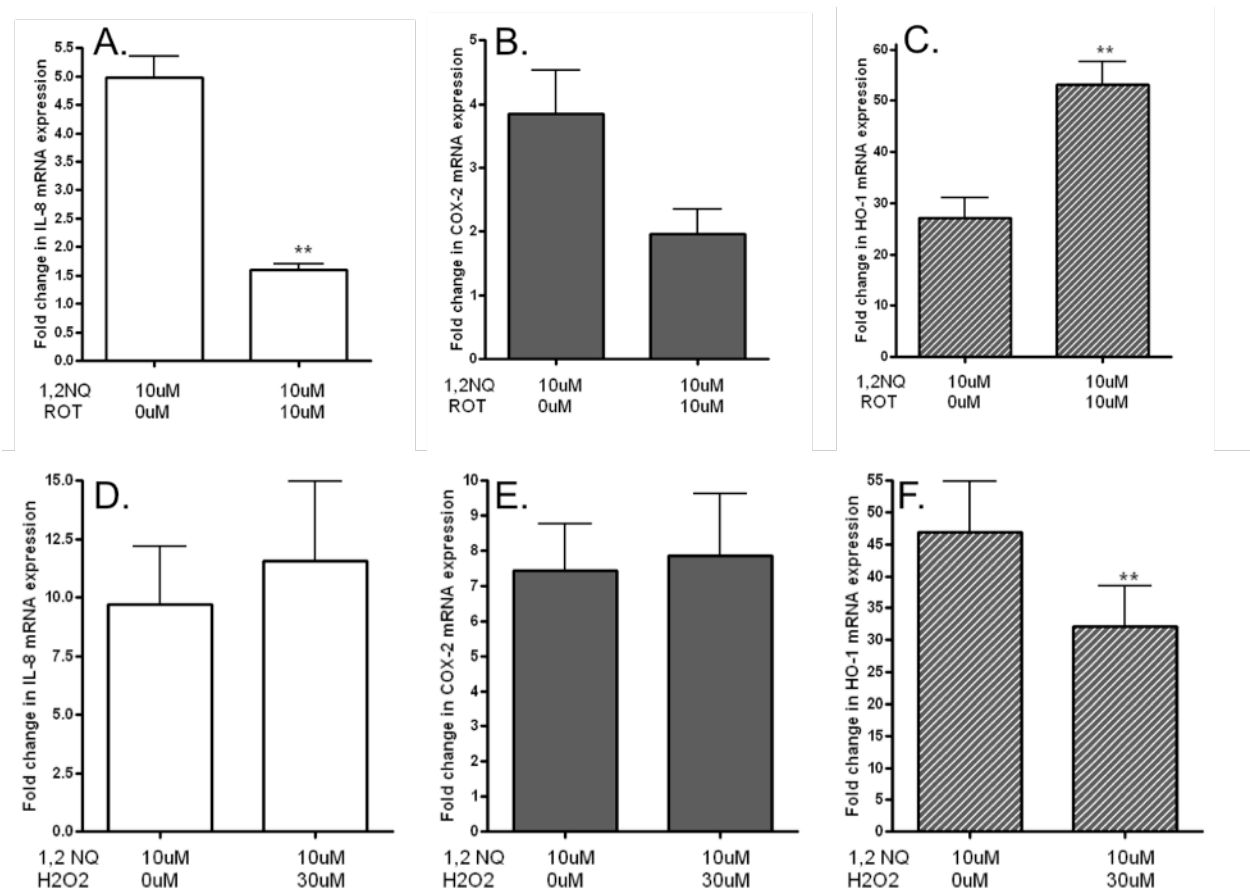 A.
Fold change in IL-8 mRNA expression
5.5
5.0
4.5
4.0
3.5
3.0
2.5
2.0
1.5
1.0
0.5
0.0
**
1,2NQ 10uM 10uM
ROT 0uM 10uM
B.
Fold change in COX-2 mRNA expression
5
4
3
2
1
0
1,2NQ 10uM 10uM
ROT 0uM 10uM
C.
Fold change in HO-1 mRNA expression
60
50
40
30
20
10
0
**
1,2NQ 10uM 10uM
ROT 0uM 10uM
D.
Fold change in IL-8 mRNA expression
15.0
12.5
10.0
7.5
5.0
2.5
0.0
1,2 NQ 10uM 10uM
H2O2 0uM 30uM
E.
Fold change in COX-2 mRNA expression
10
9
8
7
6
5
4
3
2
1
0
1,2 NQ 10uM 10uM
H2O2 0uM 30uM
F.
Fold change in HO-1 mRNA expression
55
50
45
40
35
30
25
20
15
10
5
0
**
1,2 NQ 10uM 10uM
H2O2 0uM 30uM